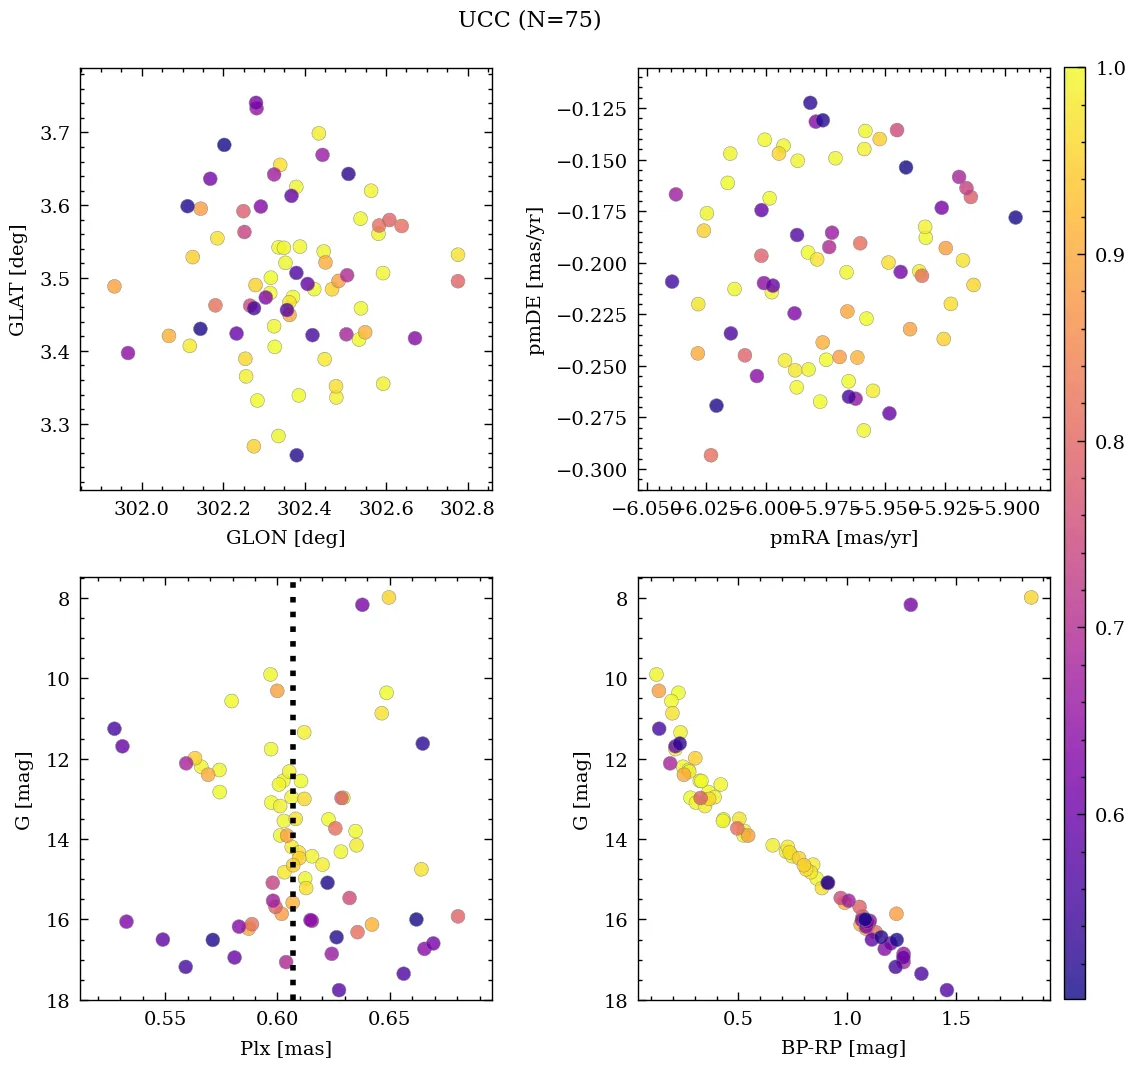 UCC (N=75)
3.7
3.6
3.5
3.4
3.3
GLAT [deg]
302.0 302.2 302.4 302.6 302.8
GLON [deg]
−0.125
−0.150
−0.175
−0.200
−0.225
−0.250
−0.275
−0.300
pmDE [mas/yr]
−6.050 −6.025 −6.000 −5.975 −5.950 −5.925 −5.900
pmRA [mas/yr]
1.0
0.9
0.8
0.7
0.6
8
10
12
14
16
18
G [mag]
0.55 0.60 0.65
Plx [mas]
8
10
12
14
16
18
G [mag]
0.5 1.0 1.5
BP-RP [mag]